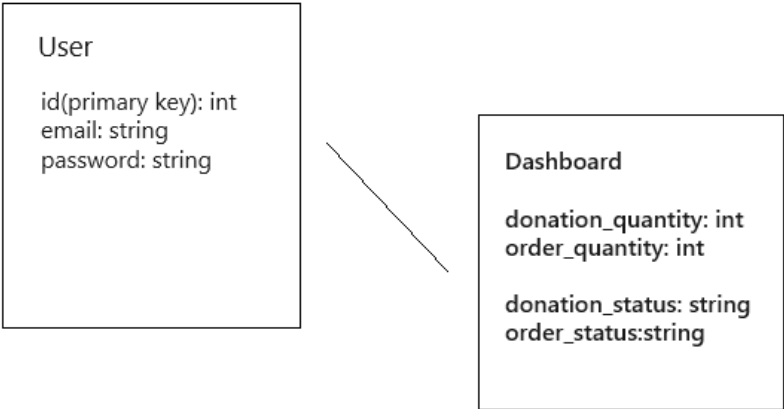 User
id(primary key): int
email: string
password: string
Dashboard
donation_quantity: int
order_quantity: int
donation_status: string
order_status:string